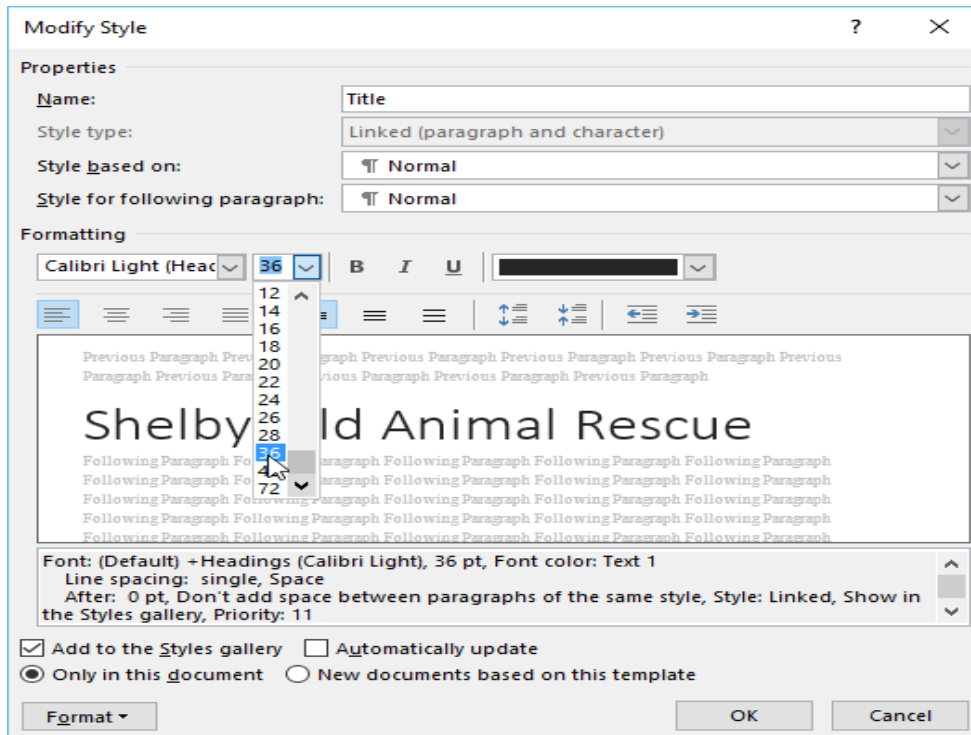 Modify Style ? ×
Properties
Name: Title
Style type: Linked (paragraph and character)
Style based on: ¶ Normal
Style for following paragraph: ¶ Normal
Formatting
Calibri Light (Head 36 B I U
12
14
16
18
20
22
24
26
28
36
72
Previous Paragraph Previous Paragraph Previous Paragraph Previous Paragraph Previous
Paragraph Previous Previous Paragraph Previous Paragraph Previous Paragraph
Shelby ld Animal Rescue
Following Paragraph Following Paragraph Following Paragraph Following Paragraph
Following Paragraph Following Paragraph Following Paragraph Following Paragraph
Following Paragraph Following Paragraph Following Paragraph Following Paragraph
Following Paragraph Following Paragraph Following Paragraph Following Paragraph Following Paragraph
Following Paragraph Following Paragraph Following Paragraph Following Paragraph Following Paragraph
Font: (Default) +Headings (Calibri Light), 36 pt, Font color: Text 1
Line spacing: single, Space
After: 0 pt, Don't add space between paragraphs of the same style, Style: Linked, Show in
the Styles gallery, Priority: 11
Add to the Styles gallery Automatically update
Only in this document New documents based on this template
Format OK Cancel